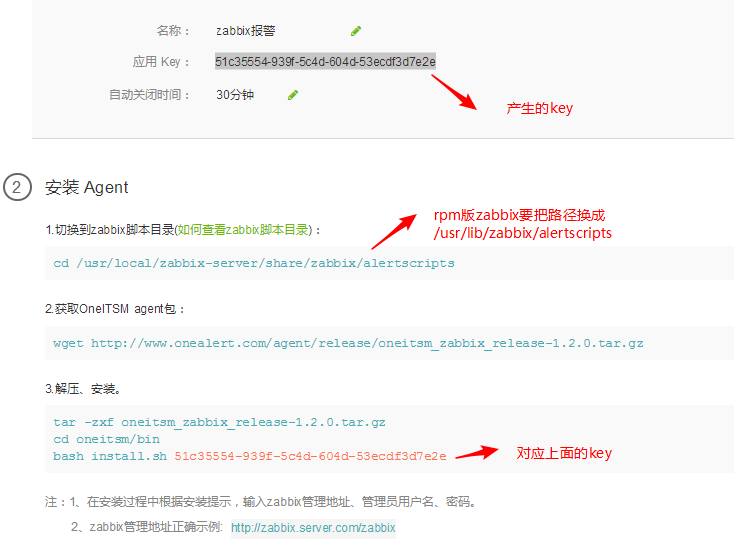 名称： zabbix报警
应用 Key： 51c35554-939f-5c4d-604d-53ecdf3d7e2e
自动关闭时间： 30分钟
产生的key
2 安装 Agent
rpm版zabbix要把路径换成
/usr/lib/zabbix/alertscripts
1.切换到zabbix脚本目录(如何查看zabbix脚本目录)：
cd /usr/local/zabbix-server/share/zabbix/alertscripts
2.获取OneITSM agent包：
wget http://www.onealert.com/agent/release/oneitsm_zabbix_release-1.2.0.tar.gz
3.解压、安装。
tar -zxf oneitsm_zabbix_release-1.2.0.tar.gz
cd oneitsm/bin
bash install.sh 51c35554-939f-5c4d-604d-53ecdf3d7e2e
对应上面的key
注：1、在安装过程中根据安装提示，输入zabbix管理地址、管理员用户名、密码。
2、zabbix管理地址正确示例: http://zabbix.server.com/zabbix